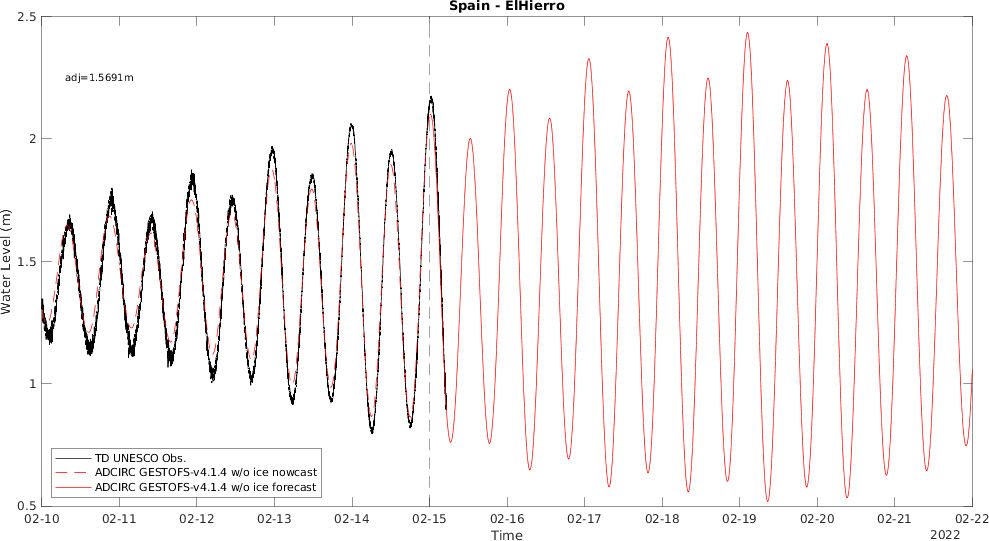 Spain - ElHierro
adj=1.5691m
Water Level (m)
2.5
2
1.5
1
0.5
TD UNESCO Obs.
ADCIRC GESTOFS-v4.1.4 w/o ice nowcast
ADCIRC GESTOFS-v4.1.4 w/o ice forecast
02-10 02-11 02-12 02-13 02-14 02-15 02-16 02-17 02-18 02-19 02-20 02-21 02-22
Time
2022